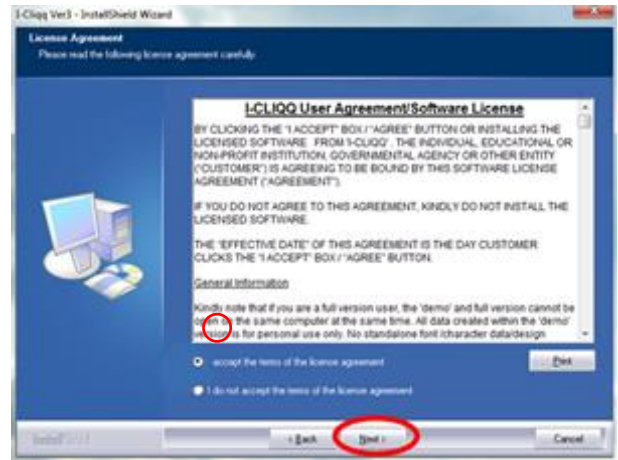 I-Cliqq Ver3 - InstallShield Wizard
License Agreement
Please read the following license agreement carefully.
I-CLIQQ User Agreement/Software License
BY CLICKING THE "I ACCEPT" BOX / "AGREE" BUTTON OR INSTALLING THE
LICENSED SOFTWARE FROM I-CLIQQ'. THE INDIVIDUAL, EDUCATIONAL OR
NON-PROFIT INSTITUTION, GOVERNMENTAL AGENCY OR OTHER ENTITY
("CUSTOMER") IS AGREEING TO BE BOUND BY THIS SOFTWARE LICENSE
AGREEMENT ("AGREEMENT").
IF YOU DO NOT AGREE TO THIS AGREEMENT, KINDLY DO NOT INSTALL THE
LICENSED SOFTWARE.
THE "EFFECTIVE DATE" OF THIS AGREEMENT IS THE DAY CUSTOMER
CLICKS THE "I ACCEPT" BOX / "AGREE" BUTTON.
General Information
Kindly note that if you are a full version user, the 'demo' and full version cannot be
open on the same computer at the same time. All data created within the 'demo'
version is for personal use only. No standalone font /character data/design
accept the terms of the license agreement
Print
I do not accept the terms of the license agreement
< Back
Next >
Cancel